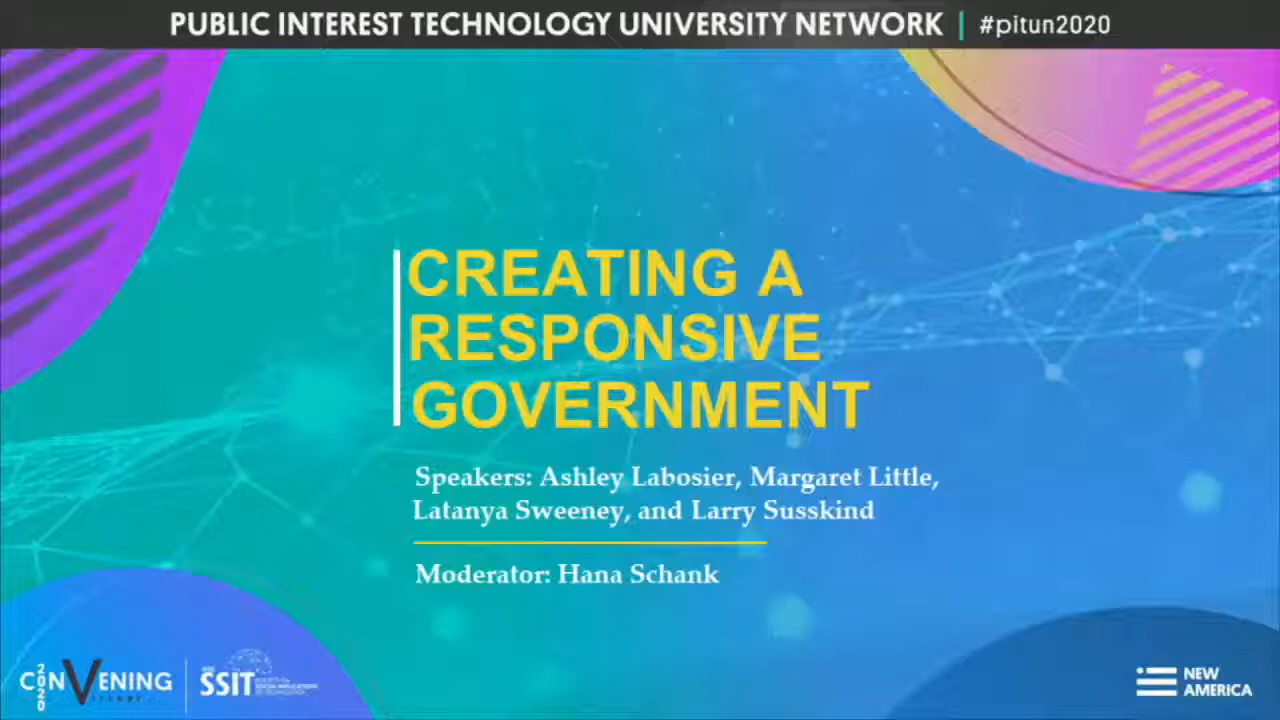 PUBLIC INTEREST TECHNOLOGY UNIVERSITY NETWORK | #pitun2020
CREATING A
RESPONSIVE
GOVERNMENT
Speakers: Ashley Labosier, Margaret Little,
Latanya Sweeney, and Larry Susskind
Moderator: Hana Schank
2020
CONVENING
SSIT
NEW
AMERICA